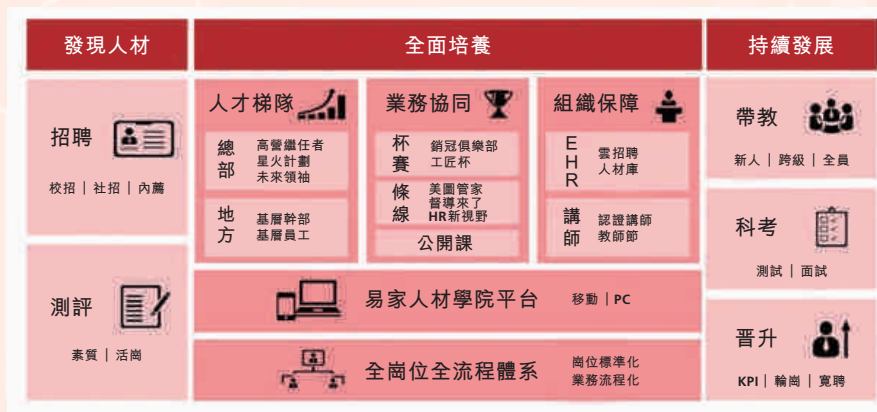 發現人材
全面培養
持續發展
招聘
校招 | 社招 | 內薦
測評
素質 | 活崗
人才梯隊
總部
高營繼任者
星火計劃
未來領袖
地方
基層幹部
基層員工
業務協同
杯賽
銷冠俱樂部
工匠杯
條線
美圖管家
督導來了
HR新視野
公開課
組織保障
EHR
雲招聘
人材庫
講師
認證講師
教師節
易家人材學院平台
移動 | PC
全崗位全流程體系
崗位標準化
業務流程化
帶教
新人 | 跨級 | 全員
科考
測試 | 面試
晋升
KPI | 輪崗 | 寬聘